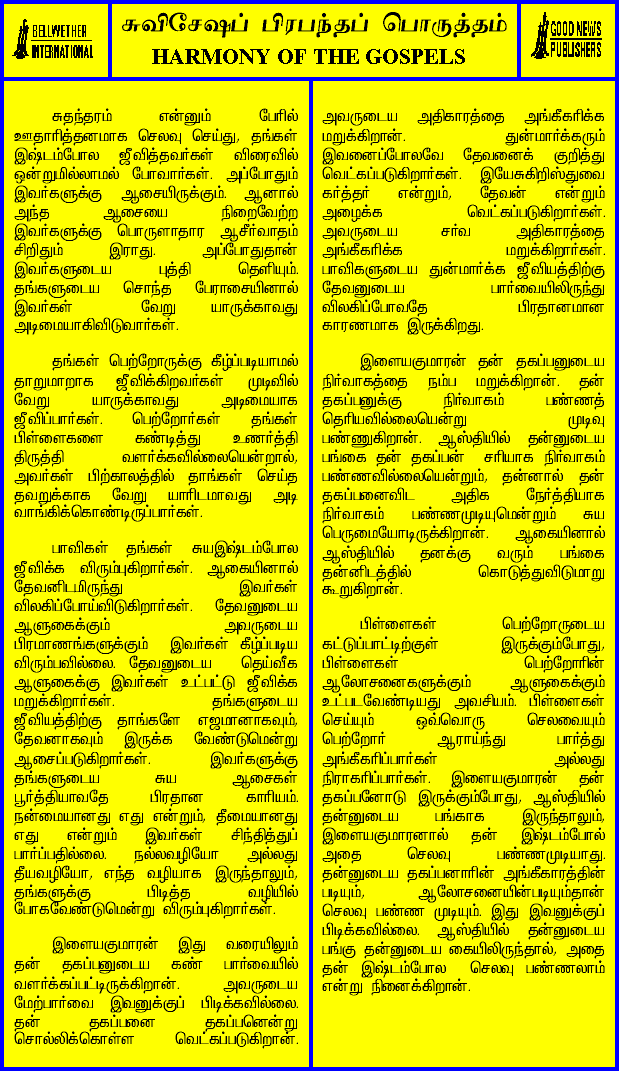 BELLWETHER
INTERNATIONAL
சுவிசேஷப் பிரபந்தப் பொருத்தம்
HARMONY OF THE GOSPELS
GOOD NEWS
PUBLISHERS
சுதந்தரம் என்னும் பேரில்
ஊதாரித்தனமாக செலவு செய்து, தங்கள்
இஷ்டம்போல ஜீவித்தவர்கள் விரைவில்
ஒன்றுமில்லாமல் போவார்கள். அப்போதும்
இவர்களுக்கு ஆசையிருக்கும். ஆனால்
அந்த ஆசையை நிறைவேற்ற
இவர்களுக்கு பொருளாதார ஆசீர்வாதம்
சிறிதும் இராது. அப்போதுதான்
இவர்களுடைய புத்தி தெளியும்.
தங்களுடைய சொந்த பேராசையினால்
இவர்கள் வேறு யாருக்காவது
அடிமையாகிவிடுவார்கள்.
தங்கள் பெற்றோருக்கு கீழ்ப்படியாமல்
தாறுமாறாக ஜீவிக்கிறவர்கள் முடிவில்
வேறு யாருக்காவது அடிமையாக
ஜீவிப்பார்கள். பெற்றோர்கள் தங்கள்
பிள்ளைகளை கண்டித்து உணர்த்தி
திருத்தி வளர்க்கவில்லையென்றால்,
அவர்கள் பிற்காலத்தில் தாங்கள் செய்த
தவறுக்காக வேறு யாரிடமாவது அடி
வாங்கிக்கொண்டிருப்பார்கள்.
பாவிகள் தங்கள் சுயஇஷ்டம்போல
ஜீவிக்க விரும்புகிறார்கள். ஆகையினால்
தேவனிடமிருந்து இவர்கள்
விலகிப்போய்விடுகிறார்கள். தேவனுடைய
ஆளுகைக்கும் அவருடைய
பிரமாணங்களுக்கும் இவர்கள் கீழ்ப்படிய
விரும்பவில்லை. தேவனுடைய தெய்வீக
ஆளுகைக்கு இவர்கள் உட்பட்டு ஜீவிக்க
மறுக்கிறார்கள். தங்களுடைய
ஜீவியத்திற்கு தாங்களே எஜமானாகவும்,
தேவனாகவும் இருக்க வேண்டுமென்று
ஆசைப்படுகிறார்கள். இவர்களுக்கு
தங்களுடைய சுய ஆசைகள்
பூர்த்தியாவதே பிரதான காரியம்.
நன்மையானது எது என்றும், தீமையானது
எது என்றும் இவர்கள் சிந்தித்துப்
பார்ப்பதில்லை. நல்லவழியோ அல்லது
தீயவழியோ, எந்த வழியாக இருந்தாலும்,
தங்களுக்கு பிடித்த வழியில்
போகவேண்டுமென்று விரும்புகிறார்கள்.
இளையகுமாரன் இது வரையிலும்
தன் தகப்பனுடைய கண் பார்வையில்
வளர்க்கப்பட்டிருக்கிறான். அவருடைய
மேற்பார்வை இவனுக்குப் பிடிக்கவில்லை.
தன் தகப்பனை தகப்பனென்று
சொல்லிக்கொள்ள வெட்கப்படுகிறான்.
அவருடைய அதிகாரத்தை அங்கீகரிக்க
மறுக்கிறான். துன்மார்க்கரும்
இவனைப்போலவே தேவனைக் குறித்து
வெட்கப்படுகிறார்கள். இயேசுகிறிஸ்துவை
கர்த்தர் என்றும், தேவன் என்றும்
அழைக்க வெட்கப்படுகிறார்கள்.
அவருடைய சர்வ அதிகாரத்தை
அங்கீகரிக்க மறுக்கிறார்கள்.
பாவிகளுடைய துன்மார்க்க ஜீவியத்திற்கு
தேவனுடைய பார்வையிலிருந்து
விலகிப்போவதே பிரதானமான
காரணமாக இருக்கிறது.
இளையகுமாரன் தன் தகப்பனுடைய
நிர்வாகத்தை நம்ப மறுக்கிறான். தன்
தகப்பனுக்கு நிர்வாகம் பண்ணத்
தெரியவில்லையென்று முடிவு
பண்ணுகிறான். ஆஸ்தியில் தன்னுடைய
பங்கை தன் தகப்பன் சரியாக நிர்வாகம்
பண்ணவில்லையென்றும், தன்னால் தன்
தகப்பனைவிட அதிக நேர்த்தியாக
நிர்வாகம் பண்ணமுடியுமென்றும் சுய
பெருமையோடிருக்கிறான். ஆகையினால்
ஆஸ்தியில் தனக்கு வரும் பங்கை
தன்னிடத்தில் கொடுத்துவிடுமாறு
கூறுகிறான்.
பிள்ளைகள் பெற்றோருடைய
கட்டுப்பாட்டிற்குள் இருக்கும்போது,
பிள்ளைகள் பெற்றோரின்
ஆலோசனைகளுக்கும் ஆளுகைக்கும்
உட்படவேண்டியது அவசியம். பிள்ளைகள்
செய்யும் ஒவ்வொரு செலவையும்
பெற்றோர் ஆராய்ந்து பார்த்து
அங்கீகரிப்பார்கள் அல்லது
நிராகரிப்பார்கள். இளையகுமாரன் தன்
தகப்பனோடு இருக்கும்போது, ஆஸ்தியில்
தன்னுடைய பங்காக இருந்தாலும்,
இளையகுமாரனால் தன் இஷ்டம்போல்
அதை செலவு பண்ணமுடியாது.
தன்னுடைய தகப்பனாரின் அங்கீகாரத்தின்
படியும், ஆலோசனையின்படியும்தான்
செலவு பண்ண முடியும். இது இவனுக்குப்
பிடிக்கவில்லை. ஆஸ்தியில் தன்னுடைய
பங்கு தன்னுடைய கையிலிருந்தால், அதை
தன் இஷ்டம்போல செலவு பண்ணலாம்
என்று நினைக்கிறான்.